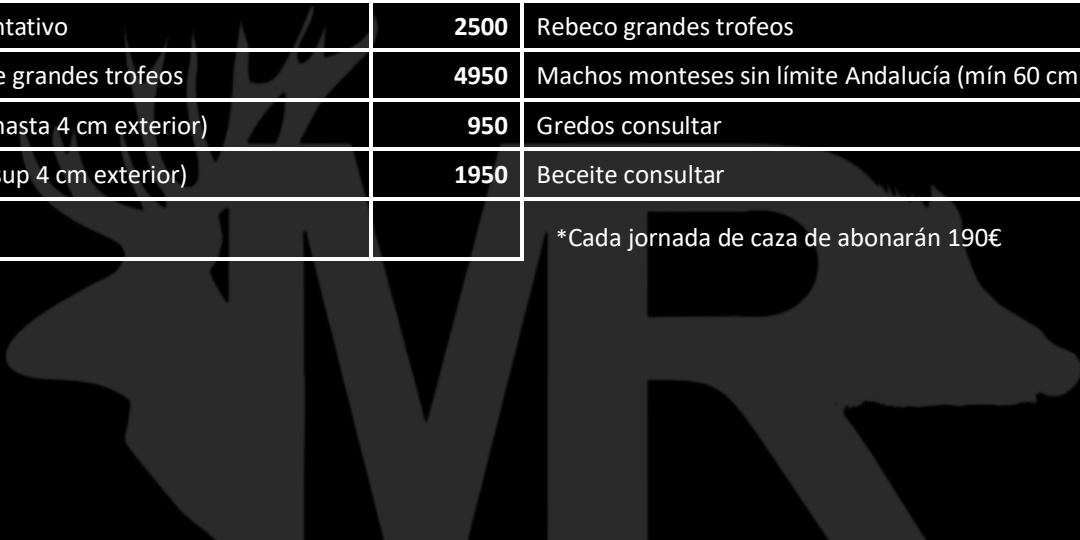 ntativo 2500 Rebeco grandes trofeos
e grandes trofeos 4950 Machos monteses sin límite Andalucía (mín 60 cm
hasta 4 cm exterior) 950 Gredos consultar
sup 4 cm exterior) 1950 Beceite consultar
*Cada jornada de caza de abonarán 190€
MR